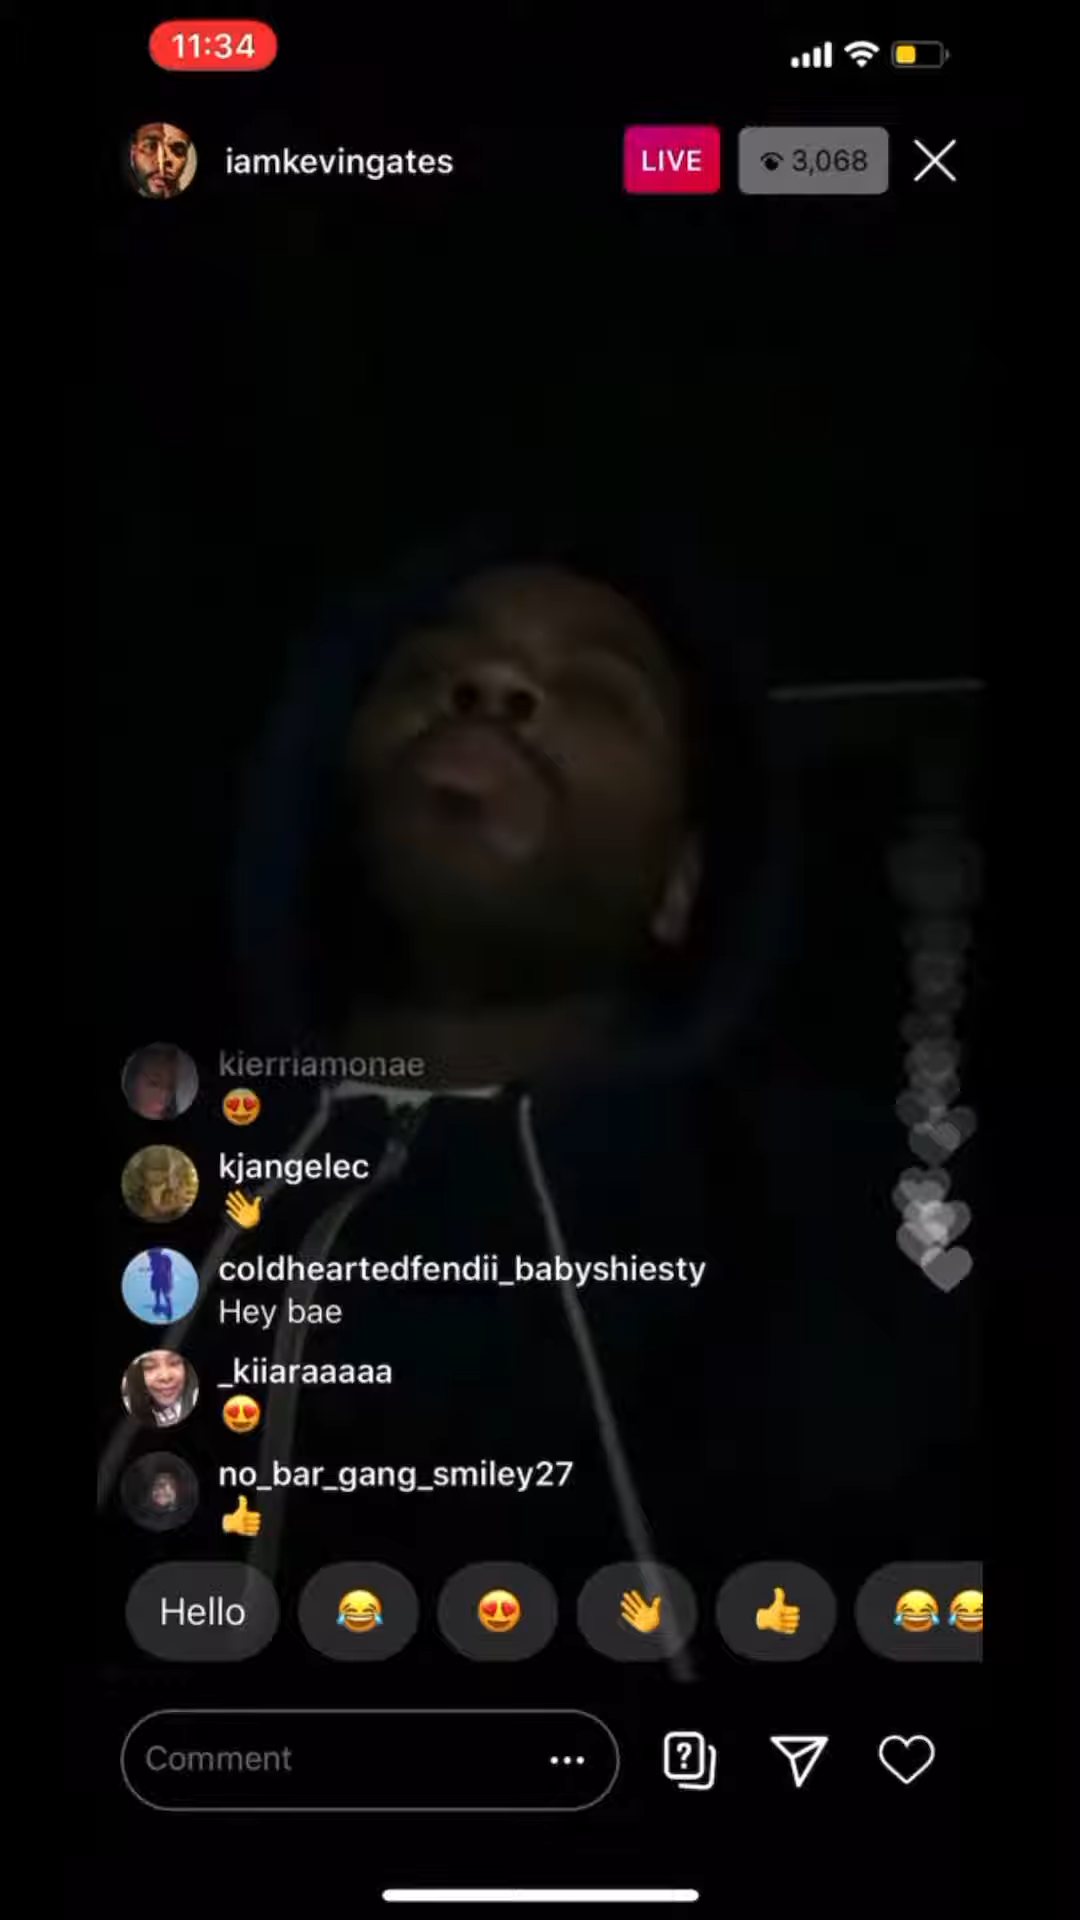 11:34
iamkevingates
LIVE
3,068
kierriamonae
😍
kjangelec
👋
coldheartedfendii_babyshiesty
Hey bae
_kiiaraaaaa
😍
no_bar_gang_smiley27
👍
Hello 😂 😍 👋 👍 😂😂
Comment